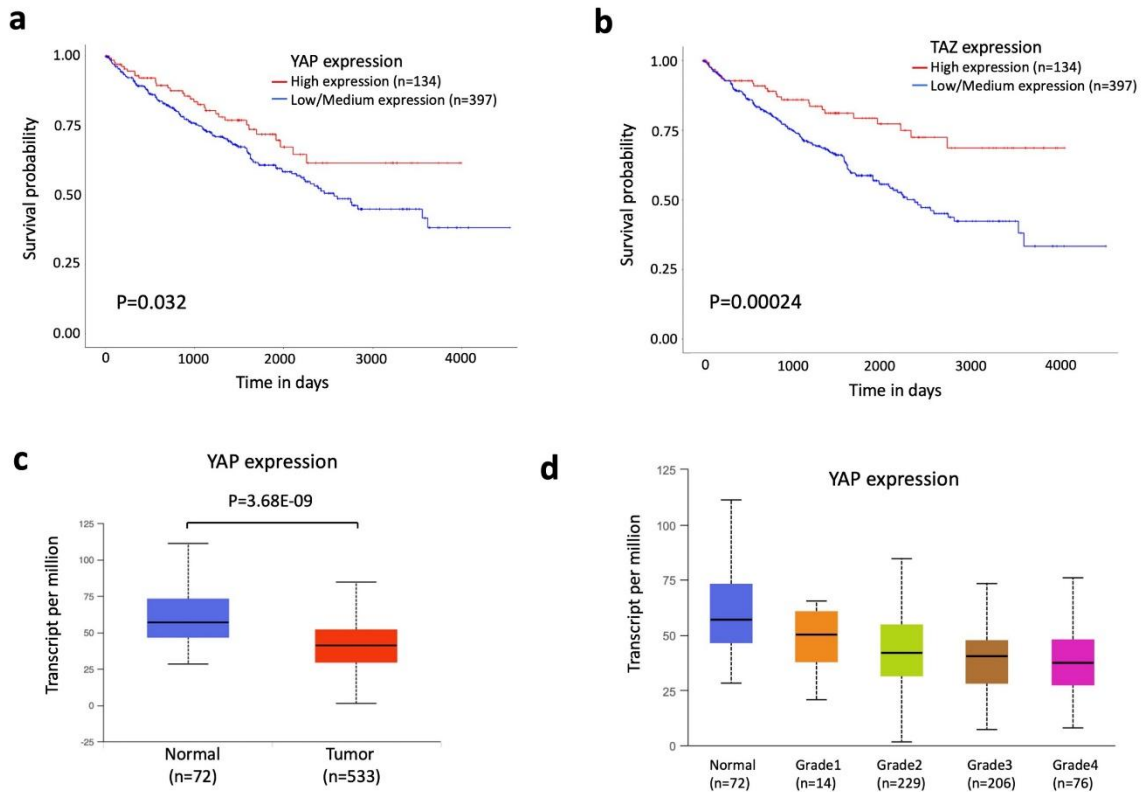 a
YAP expression
High expression (n=134)
Low/Medium expression (n=397)
1.00
0.75
0.50
0.25
0.00
Survival probability
P=0.032
0 1000 2000 3000 4000
Time in days
b
TAZ expression
High expression (n=134)
Low/Medium expression (n=397)
1.00
0.75
0.50
0.25
0.00
Survival probability
P=0.00024
0 1000 2000 3000 4000
Time in days
c
YAP expression
P=3.68E-09
125
100
75
50
25
0
-25
Transcript per million
Normal Tumor
(n=72) (n=533)
d
YAP expression
125
100
75
50
25
0
Transcript per million
Normal Grade1 Grade2 Grade3 Grade4
(n=72) (n=14) (n=229) (n=206) (n=76)